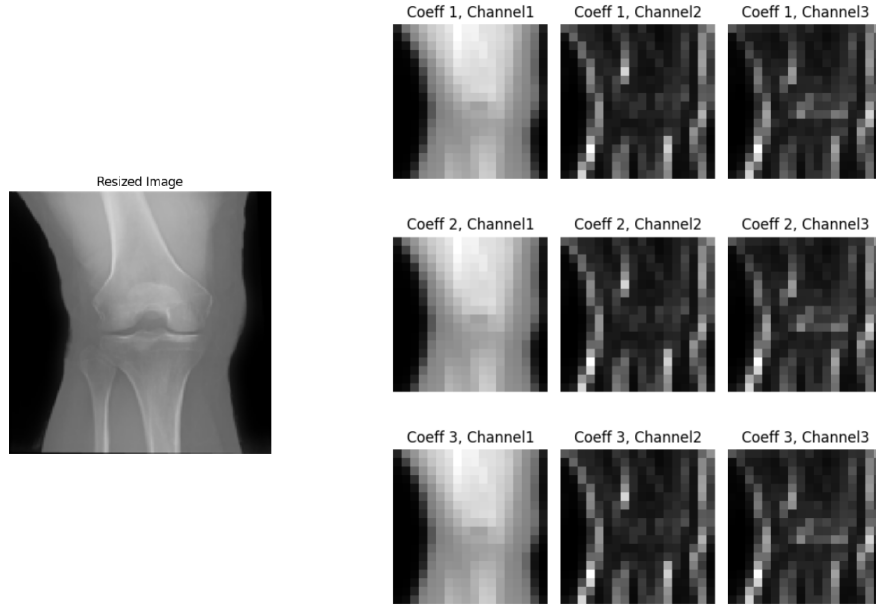 Coeff 1, Channel1
Coeff 1, Channel2
Coeff 1, Channel3
Resized Image
Coeff 2, Channel1
Coeff 2, Channel2
Coeff 2, Channel3
Coeff 3, Channel1
Coeff 3, Channel2
Coeff 3, Channel3